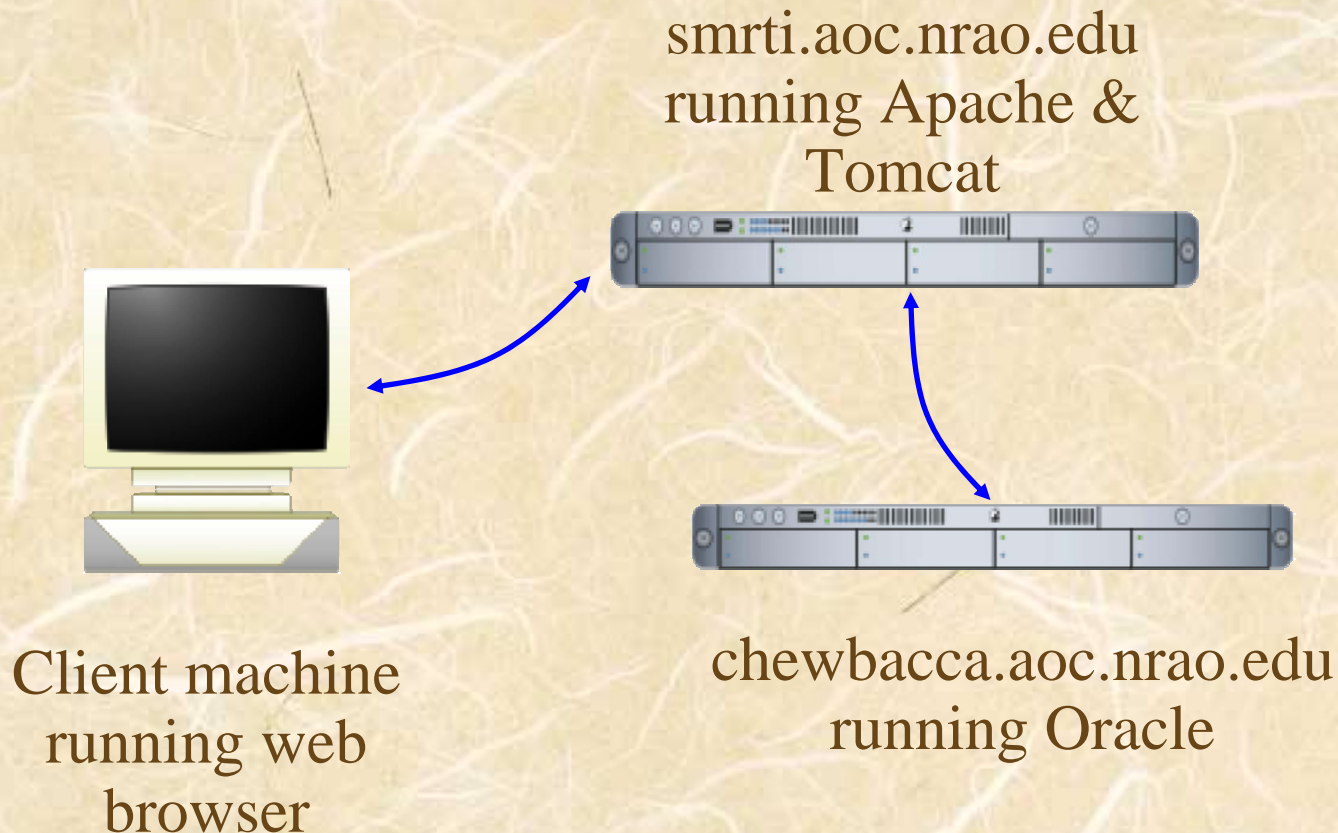 smrti.aoc.nrao.edu
running Apache &
Tomcat
Client machine
running web
browser
chewbacca.aoc.nrao.edu
running Oracle